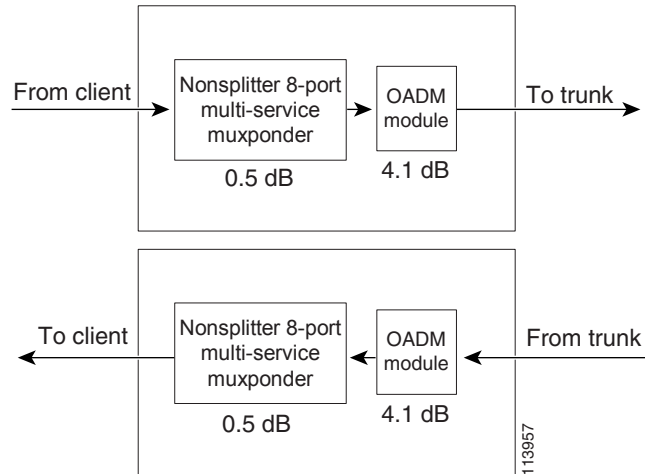 From client
Nonsplitter 8-port
multi-service
muxponder
0.5 dB
OADM
module
4.1 dB
To trunk
To client
Nonsplitter 8-port
multi-service
muxponder
0.5 dB
OADM
module
4.1 dB
From trunk
113957